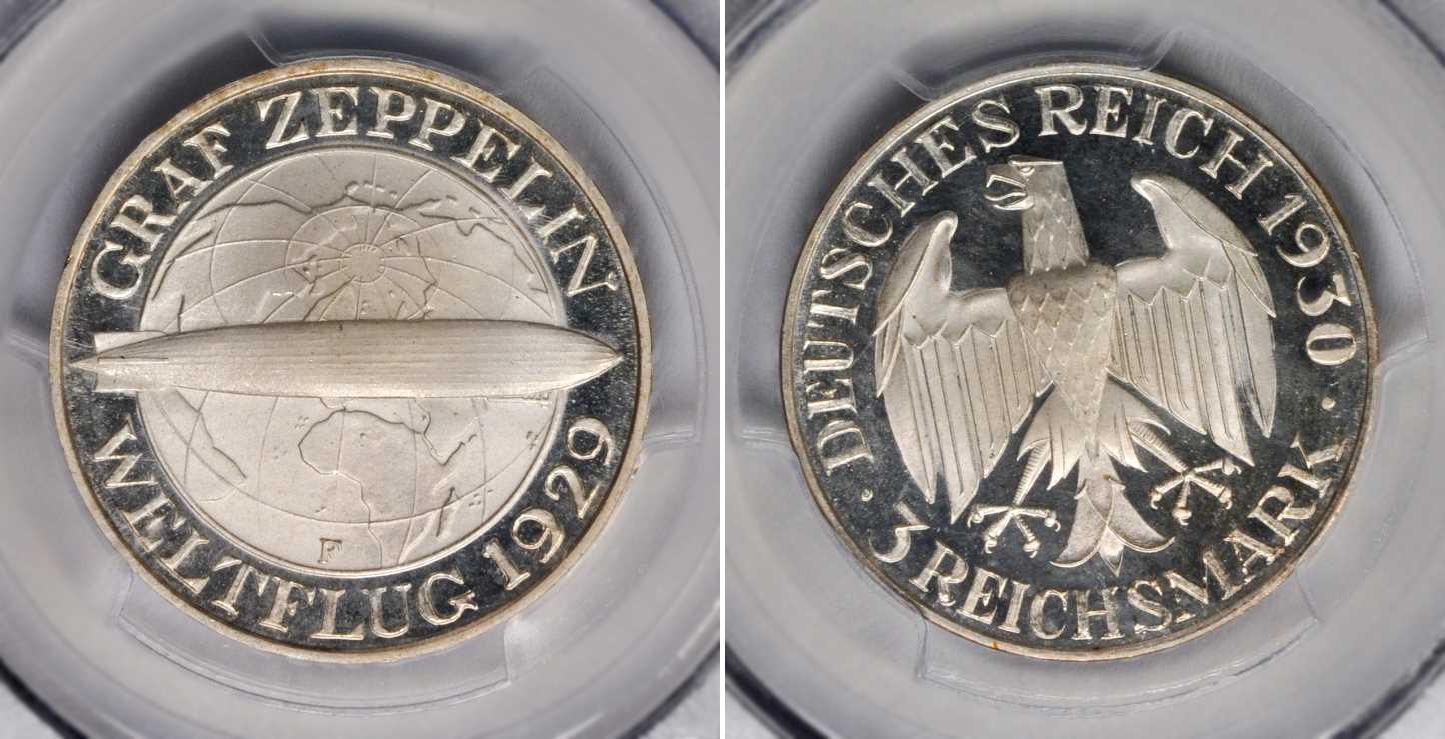 GRAF ZEPPELIN
WELTFLUG 1929
F
DEUTSCHES REICH 1930
3 REICHSMARK